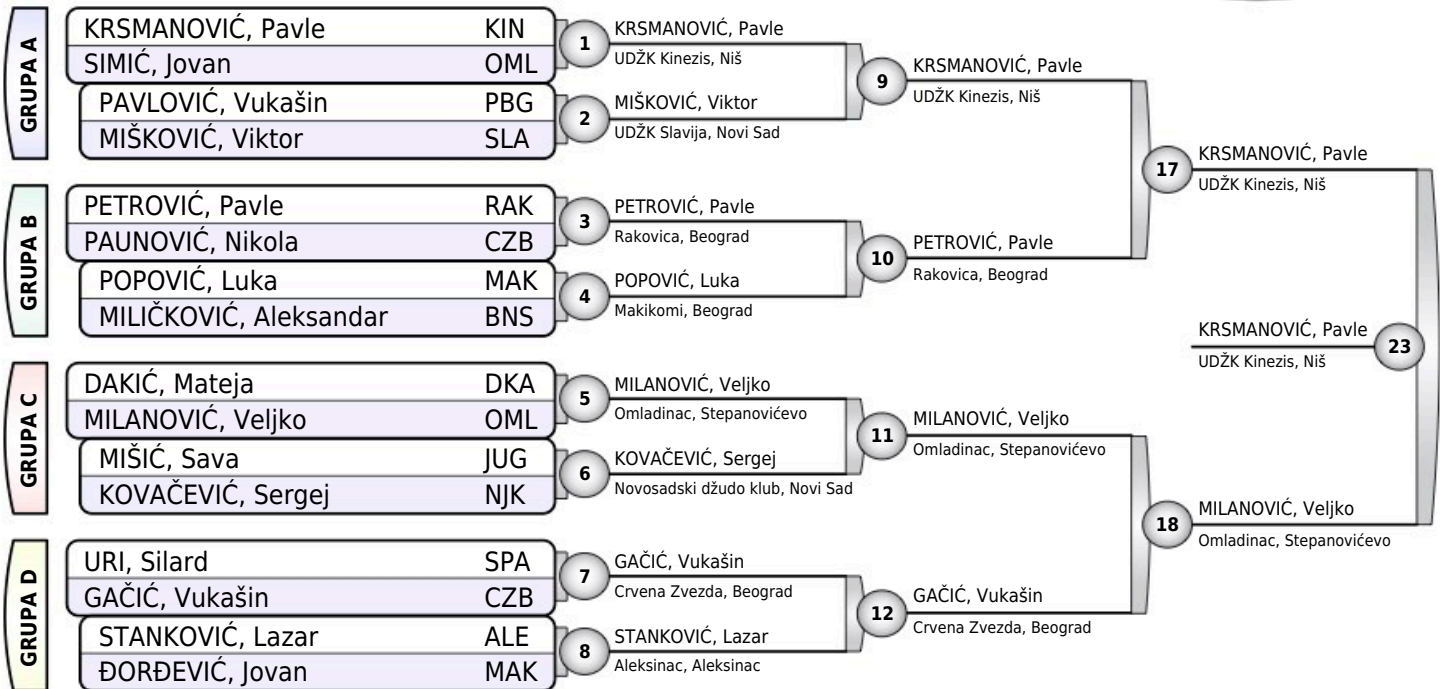 GRUPA A
KRSMANOVIĆ, Pavle KIN
SIMIĆ, Jovan OML
PAVLOVIĆ, Vukašin PBG
MIŠKOVIĆ, Viktor SLA
GRUPA B
PETROVIĆ, Pavle RAK
PAUNOVIĆ, Nikola CZB
POPOVIĆ, Luka MAK
MILIČKOVIĆ, Aleksandar BNS
GRUPA C
DAKIĆ, Mateja DKA
MILANOVIĆ, Veljko OML
MIŠIĆ, Sava JUG
KOVAČEVIĆ, Sergej NJK
GRUPA D
URI, Silard SPA
GAČIĆ, Vukašin CZB
STANKOVIĆ, Lazar ALE
ĐORĐEVIĆ, Jovan MAK
1
KRSMANOVIĆ, Pavle
UDŽK Kinezis, Niš
2
MIŠKOVIĆ, Viktor
UDŽK Slavija, Novi Sad
3
PETROVIĆ, Pavle
Rakovica, Beograd
4
POPOVIĆ, Luka
Makikomi, Beograd
5
MILANOVIĆ, Veljko
Omladinac, Stepanovićevo
6
KOVAČEVIĆ, Sergej
Novosadski džudo klub, Novi Sad
7
GAČIĆ, Vukašin
Crvena Zvezda, Beograd
8
STANKOVIĆ, Lazar
Aleksinac, Aleksinac
9
KRSMANOVIĆ, Pavle
UDŽK Kinezis, Niš
10
PETROVIĆ, Pavle
Rakovica, Beograd
11
MILANOVIĆ, Veljko
Omladinac, Stepanovićevo
12
GAČIĆ, Vukašin
Crvena Zvezda, Beograd
17
KRSMANOVIĆ, Pavle
UDŽK Kinezis, Niš
18
MILANOVIĆ, Veljko
Omladinac, Stepanovićevo
KRSMANOVIĆ, Pavle
UDŽK Kinezis, Niš
23